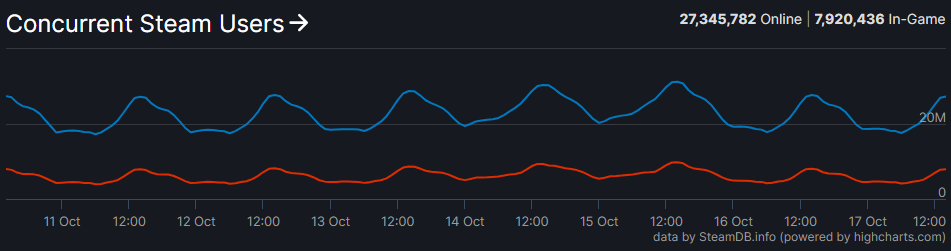 Concurrent Steam Users →
27,345,782 Online | 7,920,436 In-Game
20M
0
11 Oct 12:00 12 Oct 12:00 13 Oct 12:00 14 Oct 12:00 15 Oct 12:00 16 Oct 12:00 17 Oct 12:00
data by SteamDB.info (powered by highcharts.com)